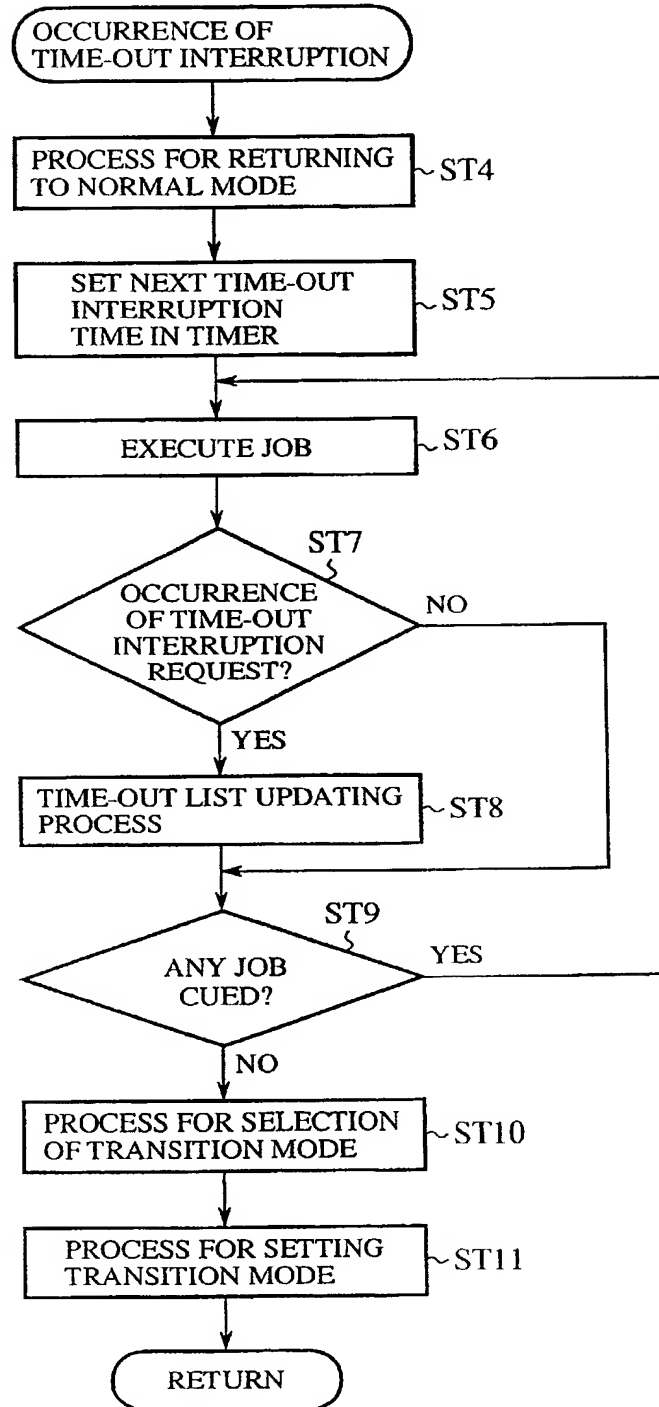 OCCURRENCE OF
TIME-OUT INTERRUPTION
PROCESS FOR RETURNING
TO NORMAL MODE
ST4
SET NEXT TIME-OUT
INTERRUPTION
TIME IN TIMER
ST5
EXECUTE JOB
ST6
ST7
OCCURRENCE
OF TIME-OUT
INTERRUPTION
REQUEST?
NO
YES
TIME-OUT LIST UPDATING
PROCESS
ST8
ST9
ANY JOB
CUED?
YES
NO
PROCESS FOR SELECTION
OF TRANSITION MODE
ST10
PROCESS FOR SETTING
TRANSITION MODE
ST11
RETURN